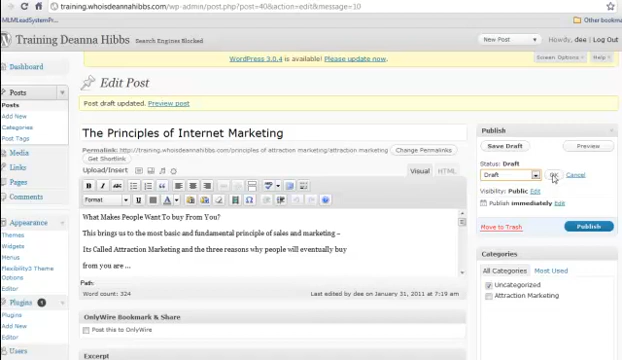 training.whoisdeannahibbs.com/wp-admin/post.php?post=40&action=edit&message=10
MLMLeadSystemPr...
Other bookma
Training Deanna Hibbs
Search Engines Blocked
New Post
Howdy, dee | Log Out
WordPress 3.0.4 is available! Please update now.
Screen Options
Help
Dashboard
Edit Post
Posts
Posts
Add New
Categories
Post Tags
Media
Links
Pages
Comments
Appearance
Themes
Widgets
Menus
Flexibility3 Theme
Options
Editor
Plugins 1
Plugins
Add New
Editor
Users
Post draft updated. Preview post
The Principles of Internet Marketing
Permalink: http://training.whoisdeannahibbs.com/principles of attraction marketing/attraction marketing
Change Permalinks
Get Shortlink
Upload/Insert
Visual
HTML
Format
What Makes People Want To buy From You?
This brings us to the most basic and fundamental principle of sales and marketing –
Its Called Attraction Marketing and the three reasons why people will eventually buy
from you are ...
Path:
Word count: 324
Last edited by dee on January 31, 2011 at 7:19 am
OnlyWire Bookmark & Share
Post this to OnlyWire
Excerpt
Publish
Save Draft
Preview
Status: Draft
Draft
OK
Cancel
Visibility: Public Edit
Publish immediately Edit
Move to Trash
Publish
Categories
All Categories
Most Used
Uncategorized
Attraction Marketing